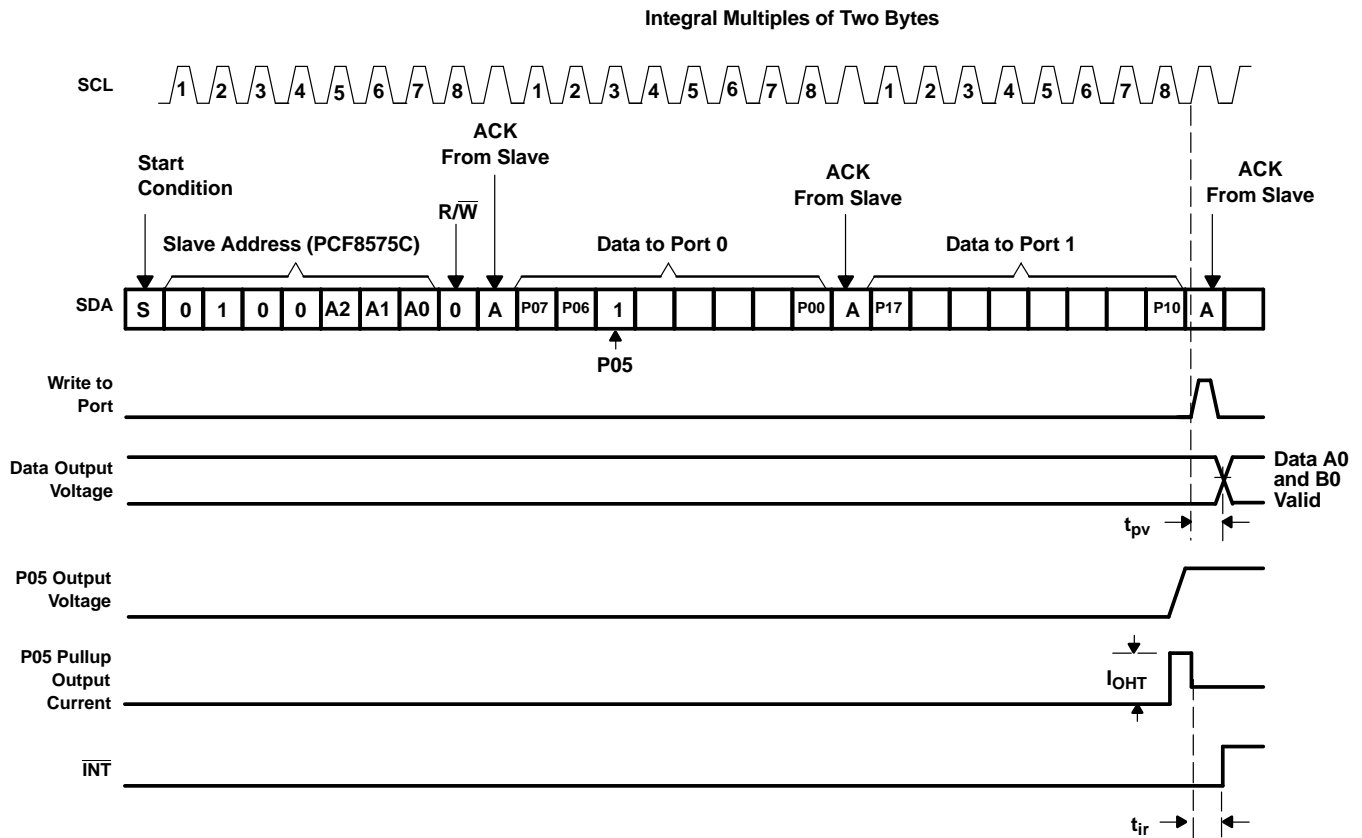 Integral Multiples of Two Bytes
SCL
1 2 3 4 5 6 7 8 1 2 3 4 5 6 7 8 1 2 3 4 5 6 7 8
Start
Condition
ACK
From Slave
R/W̅
ACK
From Slave
ACK
From Slave
Slave Address (PCF8575C)
Data to Port 0
Data to Port 1
SDA
S 0 1 0 0 A2 A1 A0 0 A P07 P06 1 P00 A P17 P10 A
P05
Write to
Port
Data Output
Voltage
Data A0
and B0
Valid
tpv
P05 Output
Voltage
P05 Pullup
Output
Current
IOHT
I̅N̅T̅
tir